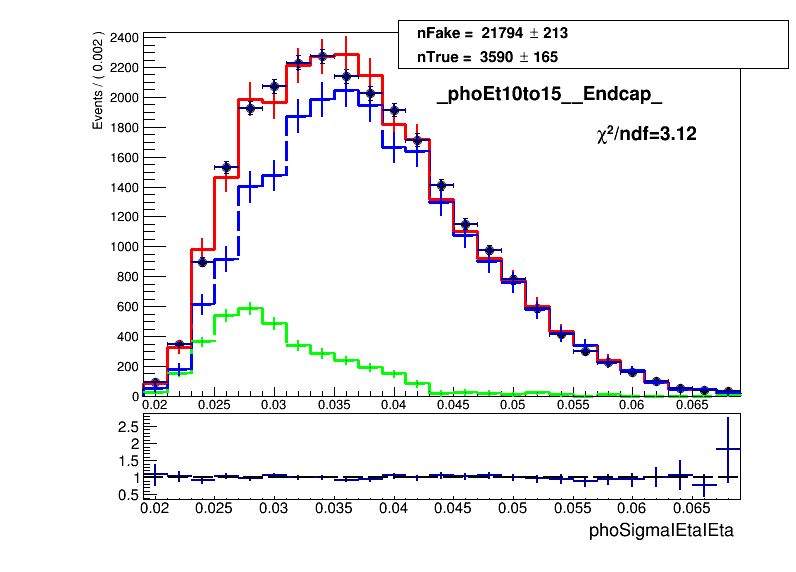 nFake = 21794 ± 213
nTrue = 3590 ± 165
_phoEt10to15__Endcap_
χ²/ndf=3.12
Events / ( 0.002 )
2400
2200
2000
1800
1600
1400
1200
1000
800
600
400
200
0
0.02 0.025 0.03 0.035 0.04 0.045 0.05 0.055 0.06 0.065
2.5
2
1.5
1
0.5
0.02 0.025 0.03 0.035 0.04 0.045 0.05 0.055 0.06 0.065
phoSigmaIEtaIEta